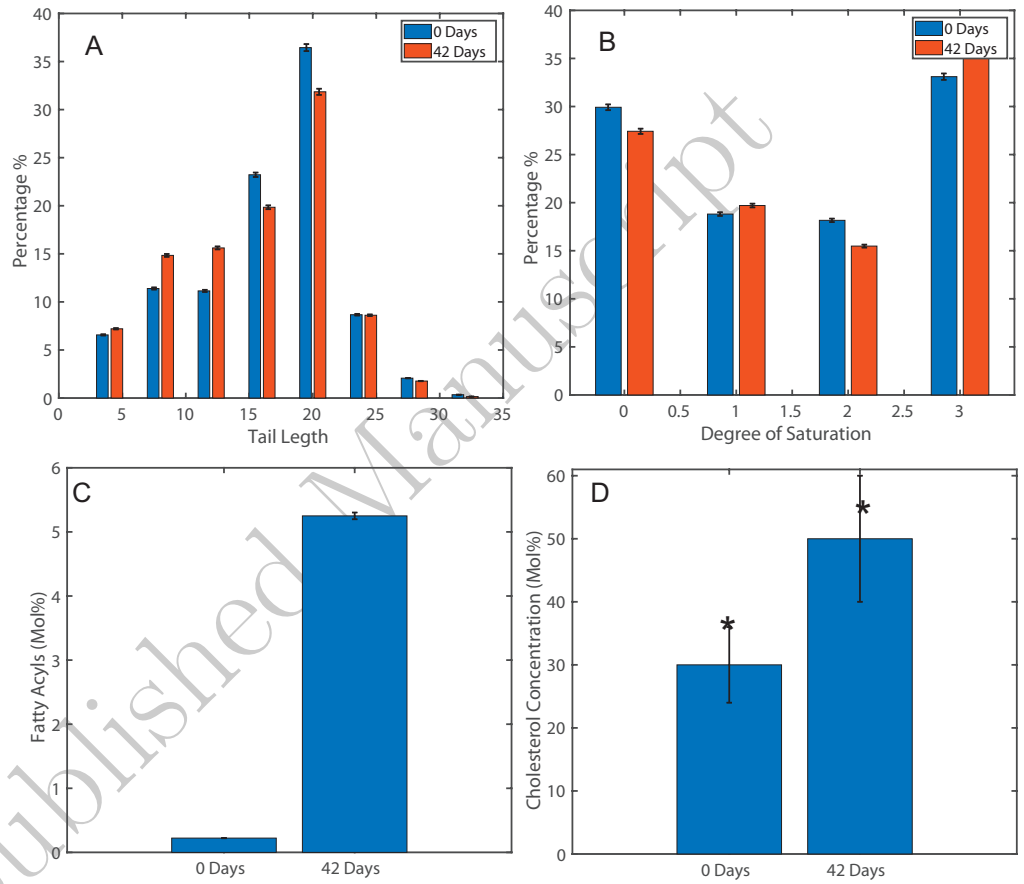 A
0 Days
42 Days
Percentage %
40
35
30
25
20
15
10
5
0
0 5 10 15 20 25 30 35
Tail Legth
B
0 Days
42 Days
Percentage %
40
35
30
25
20
15
10
5
0
0 0.5 1 1.5 2 2.5 3
Degree of Saturation
C
Fatty Acyls (Mol%)
6
5
4
3
2
1
0
0 Days 42 Days
D
Cholesterol Concentration (Mol%)
60
50
40
30
20
10
0
*
*
0 Days 42 Days
ublished Manuscript